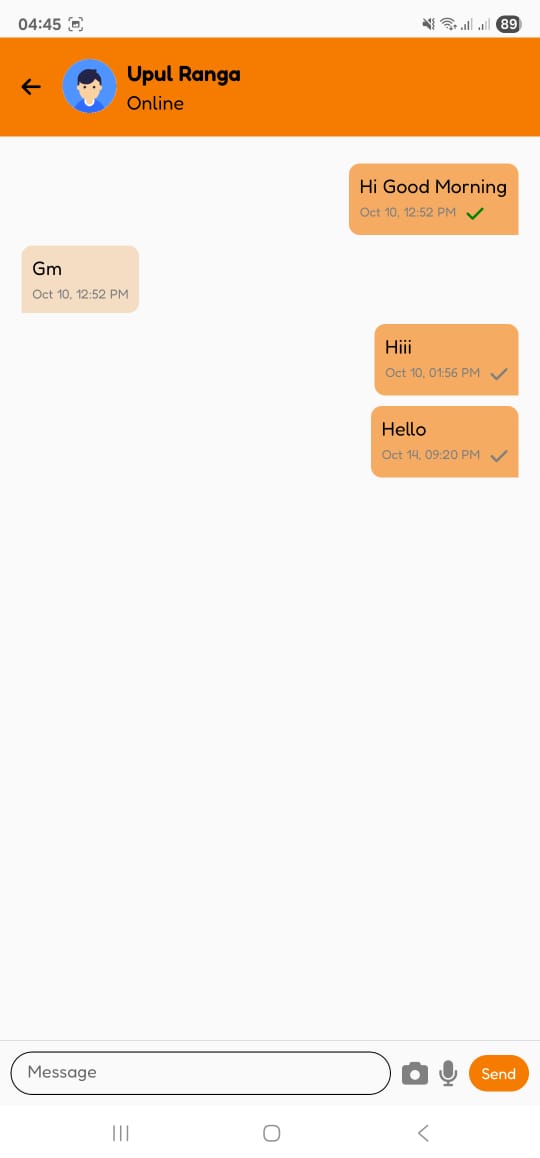 04:45
89
Upul Ranga
Online
Hi Good Morning
Oct 10, 12:52 PM
Gm
Oct 10, 12:52 PM
Hiii
Oct 10, 01:56 PM
Hello
Oct 14, 09:20 PM
Message
Send